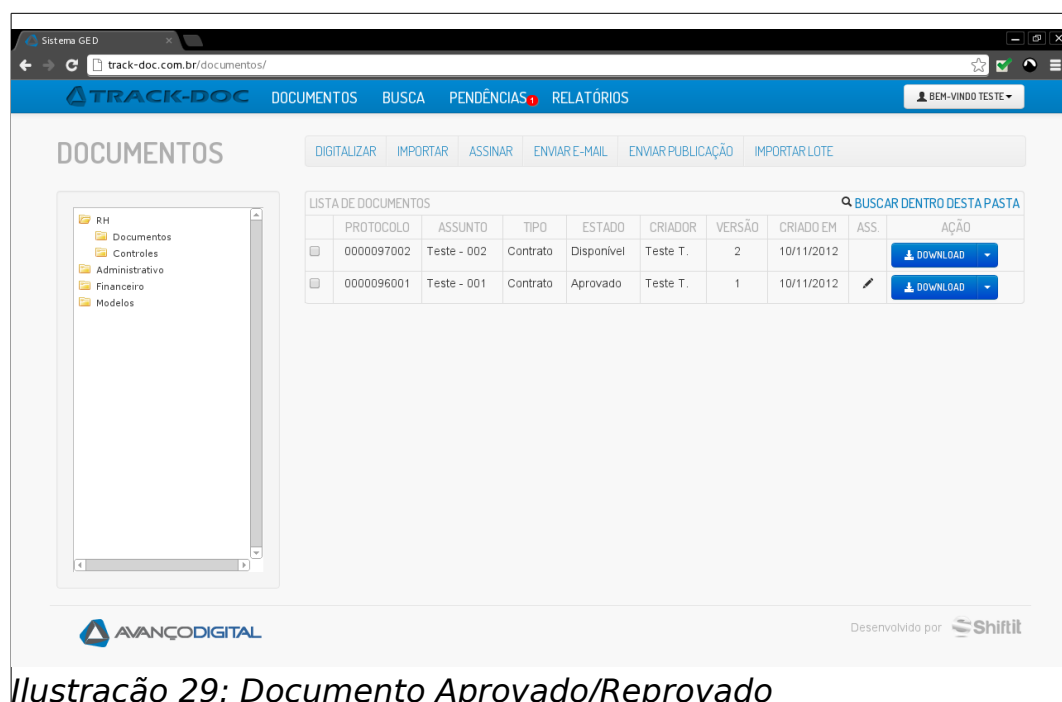 Sistema GED
track-doc.com.br/documentos/
TRACK-DOC DOCUMENTOS BUSCA PENDÊNCIAS 1 RELATÓRIOS BEM-VINDO TESTE
DOCUMENTOS
DIGITALIZAR IMPORTAR ASSINAR ENVIAR E-MAIL ENVIAR PUBLICAÇÃO IMPORTAR LOTE
RH
Documentos
Controles
Administrativo
Financeiro
Modelos
LISTA DE DOCUMENTOS BUSCAR DENTRO DESTA PASTA
PROTOCOLO ASSUNTO TIPO ESTADO CRIADOR VERSÃO CRIADO EM ASS. AÇÃO
0000097002 Teste - 002 Contrato Disponível Teste T. 2 10/11/2012 DOWNLOAD
0000096001 Teste - 001 Contrato Aprovado Teste T. 1 10/11/2012 DOWNLOAD
AVANÇODIGITAL
Desenvolvido por Shiftit
Ilustração 29: Documento Aprovado/Reprovado